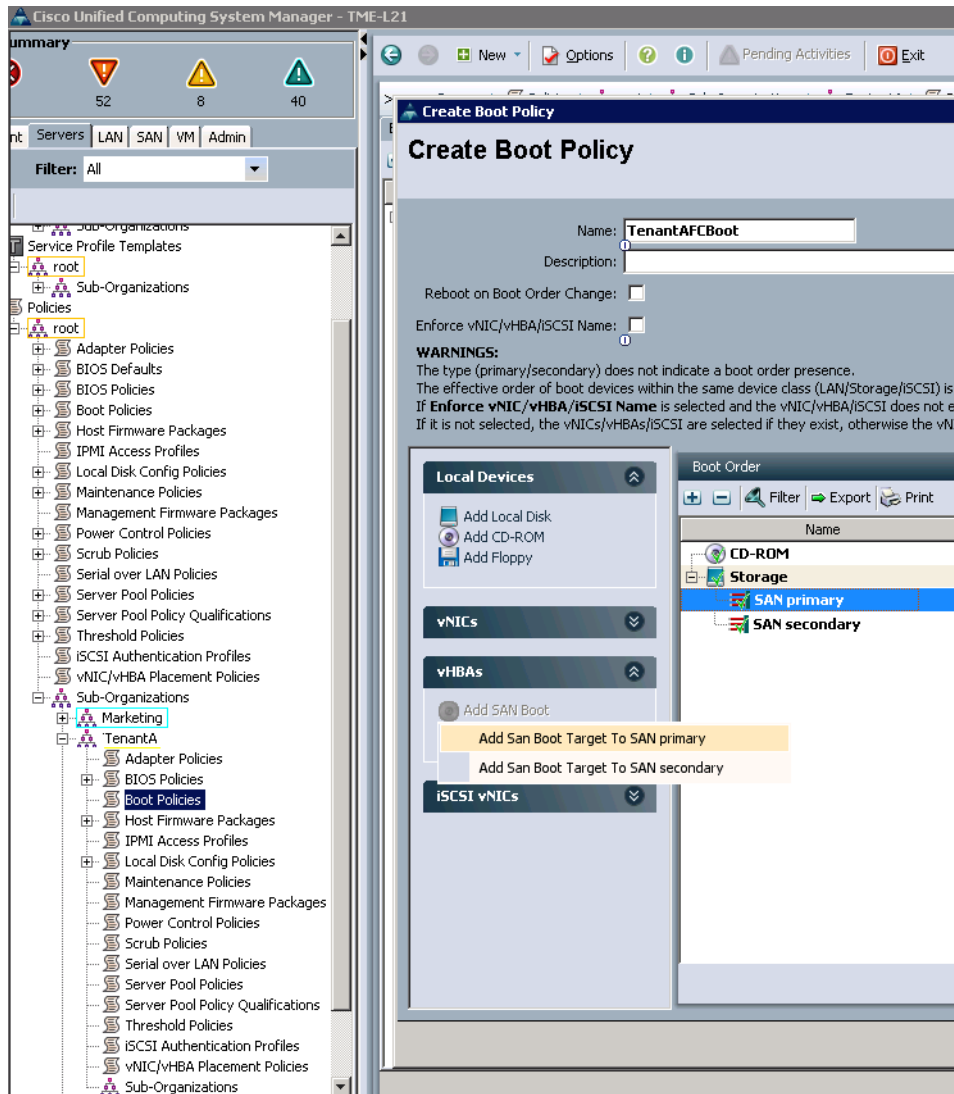 Cisco Unified Computing System Manager - TME-L21
ummary
52
8
40
nt
Servers
LAN
SAN
VM
Admin
Filter: All
Sub-Organizations
Service Profile Templates
root
Sub-Organizations
Policies
root
Adapter Policies
BIOS Defaults
BIOS Policies
Boot Policies
Host Firmware Packages
IPMI Access Profiles
Local Disk Config Policies
Maintenance Policies
Management Firmware Packages
Power Control Policies
Scrub Policies
Serial over LAN Policies
Server Pool Policies
Server Pool Policy Qualifications
Threshold Policies
iSCSI Authentication Profiles
vNIC/vHBA Placement Policies
Sub-Organizations
Marketing
TenantA
Adapter Policies
BIOS Policies
Boot Policies
Host Firmware Packages
IPMI Access Profiles
Local Disk Config Policies
Maintenance Policies
Management Firmware Packages
Power Control Policies
Scrub Policies
Serial over LAN Policies
Server Pool Policies
Server Pool Policy Qualifications
Threshold Policies
iSCSI Authentication Profiles
vNIC/vHBA Placement Policies
Sub-Organizations
New
Options
Pending Activities
Exit
Create Boot Policy
Create Boot Policy
Name: TenantAFCBoot
Description:
Reboot on Boot Order Change:
Enforce vNIC/vHBA/iSCSI Name:
WARNINGS:
The type (primary/secondary) does not indicate a boot order presence.
The effective order of boot devices within the same device class (LAN/Storage/iSCSI) is
If Enforce vNIC/vHBA/iSCSI Name is selected and the vNIC/vHBA/iSCSI does not e
If it is not selected, the vNICs/vHBAs/iSCSI are selected if they exist, otherwise the vN
Local Devices
Add Local Disk
Add CD-ROM
Add Floppy
vNICs
vHBAs
Add SAN Boot
Add San Boot Target To SAN primary
Add San Boot Target To SAN secondary
iSCSI vNICs
Boot Order
Filter
Export
Print
Name
CD-ROM
Storage
SAN primary
SAN secondary